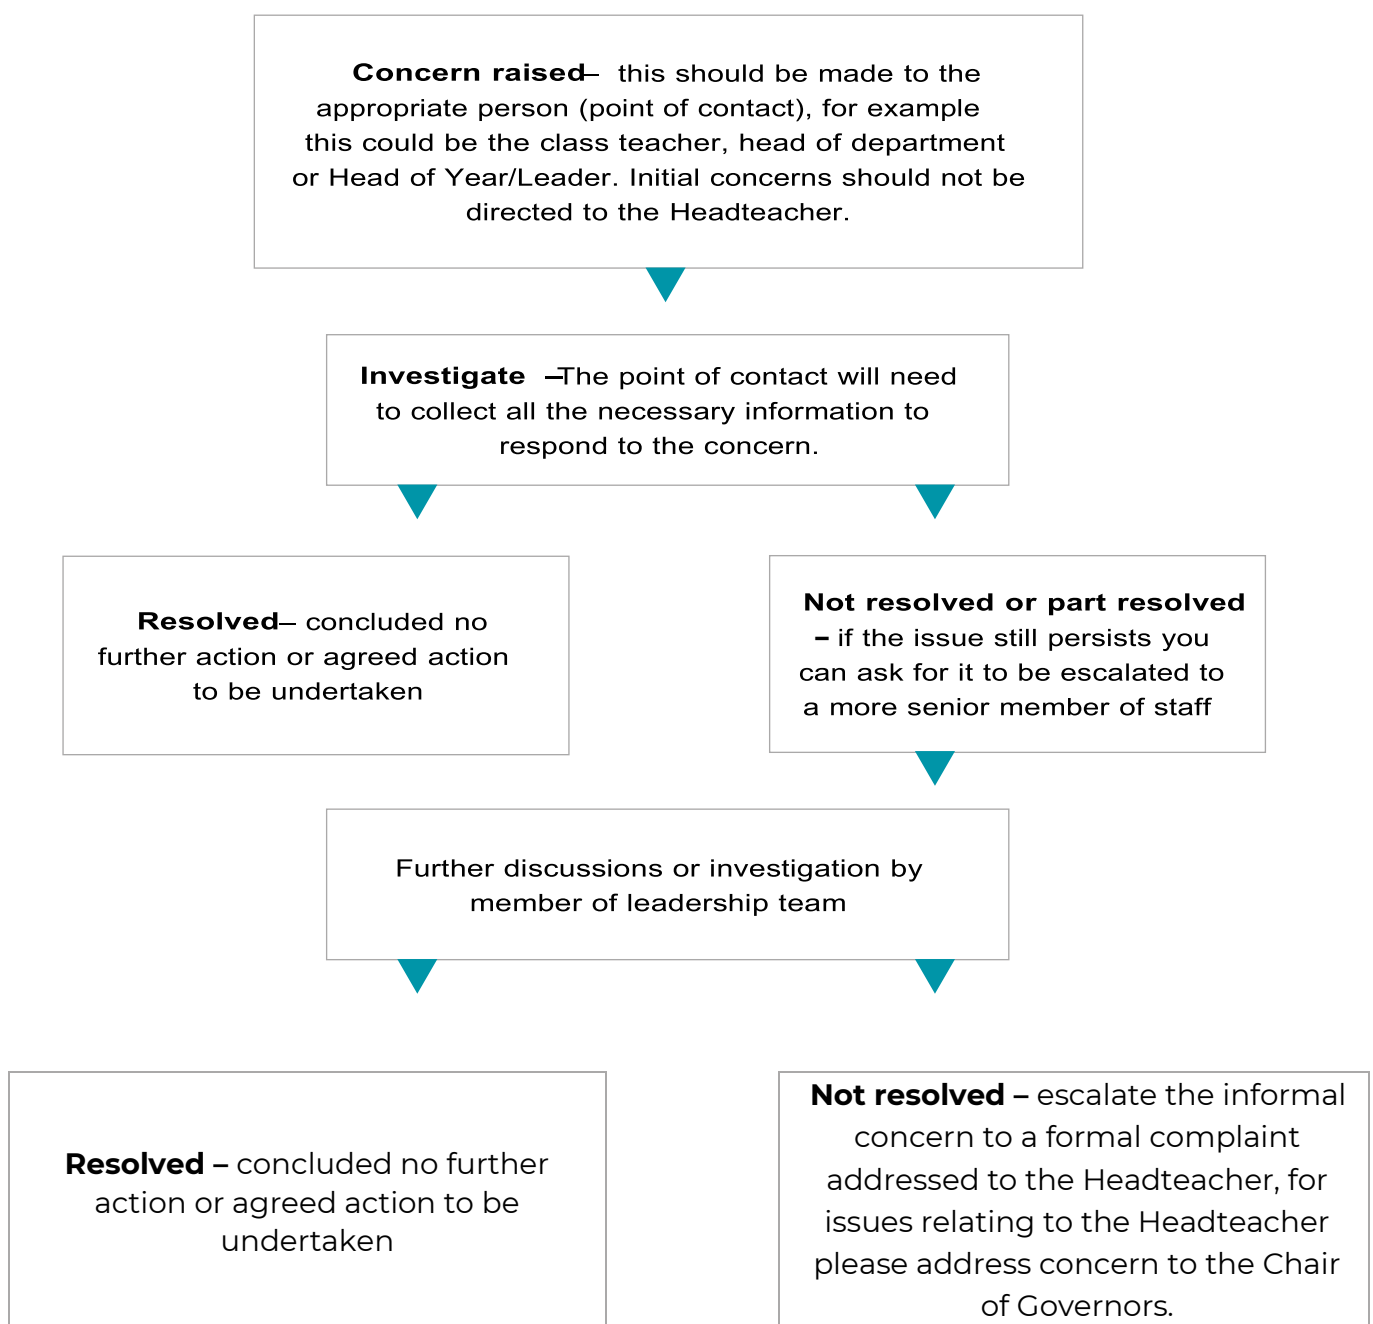 Concern raised– this should be made to the
appropriate person (point of contact), for example
this could be the class teacher, head of department
or Head of Year/Leader. Initial concerns should not be
directed to the Headteacher.
Investigate –The point of contact will need
to collect all the necessary information to
respond to the concern.
Resolved– concluded no
further action or agreed action
to be undertaken
Not resolved or part resolved
– if the issue still persists you
can ask for it to be escalated to
a more senior member of staff
Further discussions or investigation by
member of leadership team
Resolved – concluded no further
action or agreed action to be
undertaken
Not resolved – escalate the informal
concern to a formal complaint
addressed to the Headteacher, for
issues relating to the Headteacher
please address concern to the Chair
of Governors.